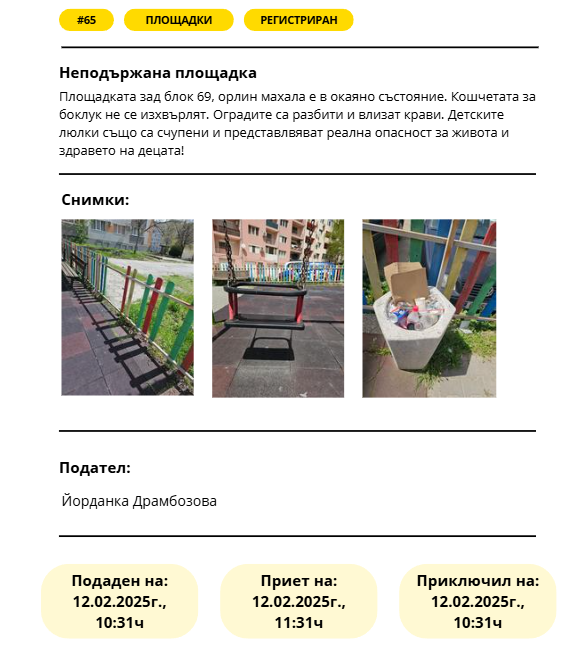 #65 ПЛОЩАДКИ РЕГИСТРИРАН
Неподържана площадка
Площадката зад блок 69, орлин махала е в окаяно състояние. Кошчетата за
боклук не се изхвърлят. Оградите са разбити и влизат крави. Детските
люлки също са счупени и представлвяват реална опасност за живота и
здравето на децата!
Снимки:
Подател:
Йорданка Драмбозова
Подаден на: Приет на: Приключил на:
12.02.2025г., 12.02.2025г., 12.02.2025г.,
10:31ч 11:31ч 10:31ч